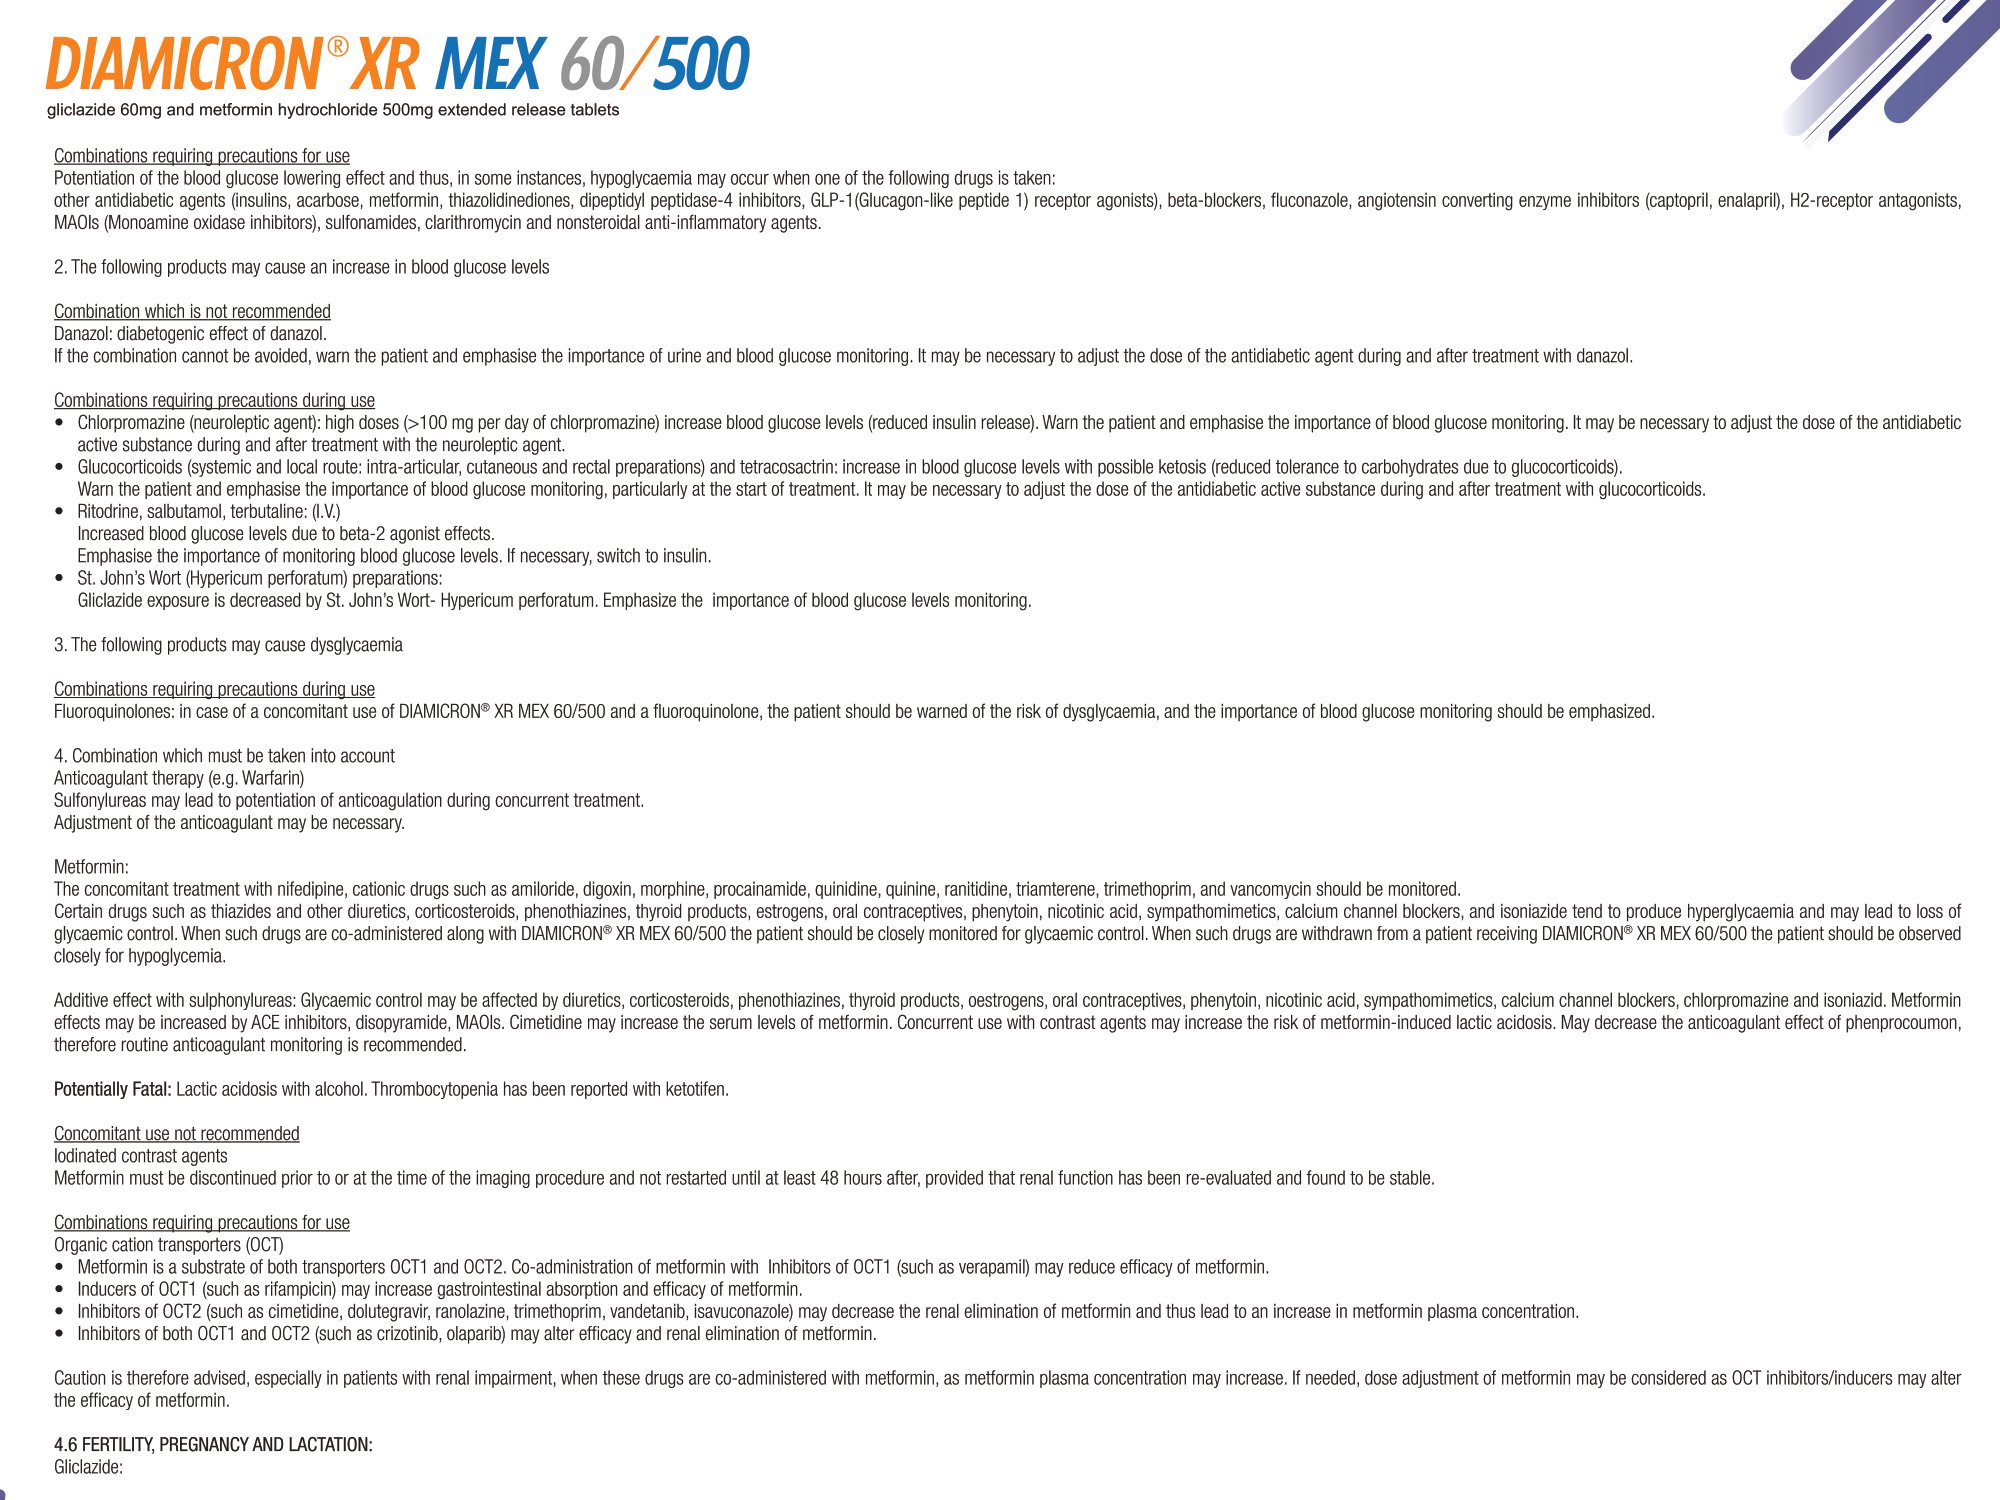 DIAMICRON® XR MEX 60/500
gliclazide 60mg and metformin hydrochloride 500mg extended release tablets
Combinations requiring precautions for use
Potentiation of the blood glucose lowering effect and thus, in some instances, hypoglycaemia may occur when one of the following drugs is taken:
other antidiabetic agents (insulins, acarbose, metformin, thiazolidinediones, dipeptidyl peptidase-4 inhibitors, GLP-1(Glucagon-like peptide 1) receptor agonists), beta-blockers, fluconazole, angiotensin converting enzyme inhibitors (captopril, enalapril), H2-receptor antagonists,
MAOIs (Monoamine oxidase inhibitors), sulfonamides, clarithromycin and nonsteroidal anti-inflammatory agents.
2. The following products may cause an increase in blood glucose levels
Combination which is not recommended
Danazol: diabetogenic effect of danazol.
If the combination cannot be avoided, warn the patient and emphasise the importance of urine and blood glucose monitoring. It may be necessary to adjust the dose of the antidiabetic agent during and after treatment with danazol.
Combinations requiring precautions during use
• Chlorpromazine (neuroleptic agent): high doses (>100 mg per day of chlorpromazine) increase blood glucose levels (reduced insulin release). Warn the patient and emphasise the importance of blood glucose monitoring. It may be necessary to adjust the dose of the antidiabetic
active substance during and after treatment with the neuroleptic agent.
• Glucocorticoids (systemic and local route: intra-articular, cutaneous and rectal preparations) and tetracosactrin: increase in blood glucose levels with possible ketosis (reduced tolerance to carbohydrates due to glucocorticoids).
Warn the patient and emphasise the importance of blood glucose monitoring, particularly at the start of treatment. It may be necessary to adjust the dose of the antidiabetic active substance during and after treatment with glucocorticoids.
• Ritodrine, salbutamol, terbutaline: (I.V.)
Increased blood glucose levels due to beta-2 agonist effects.
Emphasise the importance of monitoring blood glucose levels. If necessary, switch to insulin.
• St. John's Wort (Hypericum perforatum) preparations:
Gliclazide exposure is decreased by St. John's Wort- Hypericum perforatum. Emphasize the importance of blood glucose levels monitoring.
3. The following products may cause dysglycaemia
Combinations requiring precautions during use
Fluoroquinolones: in case of a concomitant use of DIAMICRON® XR MEX 60/500 and a fluoroquinolone, the patient should be warned of the risk of dysglycaemia, and the importance of blood glucose monitoring should be emphasized.
4. Combination which must be taken into account
Anticoagulant therapy (e.g. Warfarin)
Sulfonylureas may lead to potentiation of anticoagulation during concurrent treatment.
Adjustment of the anticoagulant may be necessary.
Metformin:
The concomitant treatment with nifedipine, cationic drugs such as amiloride, digoxin, morphine, procainamide, quinidine, quinine, ranitidine, triamterene, trimethoprim, and vancomycin should be monitored.
Certain drugs such as thiazides and other diuretics, corticosteroids, phenothiazines, thyroid products, estrogens, oral contraceptives, phenytoin, nicotinic acid, sympathomimetics, calcium channel blockers, and isoniazide tend to produce hyperglycaemia and may lead to loss of
glycaemic control. When such drugs are co-administered along with DIAMICRON® XR MEX 60/500 the patient should be closely monitored for glycaemic control. When such drugs are withdrawn from a patient receiving DIAMICRON® XR MEX 60/500 the patient should be observed
closely for hypoglycemia.
Additive effect with sulphonylureas: Glycaemic control may be affected by diuretics, corticosteroids, phenothiazines, thyroid products, oestrogens, oral contraceptives, phenytoin, nicotinic acid, sympathomimetics, calcium channel blockers, chlorpromazine and isoniazid. Metformin
effects may be increased by ACE inhibitors, disopyramide, MAOIs. Cimetidine may increase the serum levels of metformin. Concurrent use with contrast agents may increase the risk of metformin-induced lactic acidosis. May decrease the anticoagulant effect of phenprocoumon,
therefore routine anticoagulant monitoring is recommended.
Potentially Fatal: Lactic acidosis with alcohol. Thrombocytopenia has been reported with ketotifen.
Concomitant use not recommended
Iodinated contrast agents
Metformin must be discontinued prior to or at the time of the imaging procedure and not restarted until at least 48 hours after, provided that renal function has been re-evaluated and found to be stable.
Combinations requiring precautions for use
Organic cation transporters (OCT)
• Metformin is a substrate of both transporters OCT1 and OCT2. Co-administration of metformin with Inhibitors of OCT1 (such as verapamil) may reduce efficacy of metformin.
• Inducers of OCT1 (such as rifampicin) may increase gastrointestinal absorption and efficacy of metformin.
• Inhibitors of OCT2 (such as cimetidine, dolutegravir, ranolazine, trimethoprim, vandetanib, isavuconazole) may decrease the renal elimination of metformin and thus lead to an increase in metformin plasma concentration.
• Inhibitors of both OCT1 and OCT2 (such as crizotinib, olaparib) may alter efficacy and renal elimination of metformin.
Caution is therefore advised, especially in patients with renal impairment, when these drugs are co-administered with metformin, as metformin plasma concentration may increase. If needed, dose adjustment of metformin may be considered as OCT inhibitors/inducers may alter
the efficacy of metformin.
4.6 FERTILITY, PREGNANCY AND LACTATION:
Gliclazide: